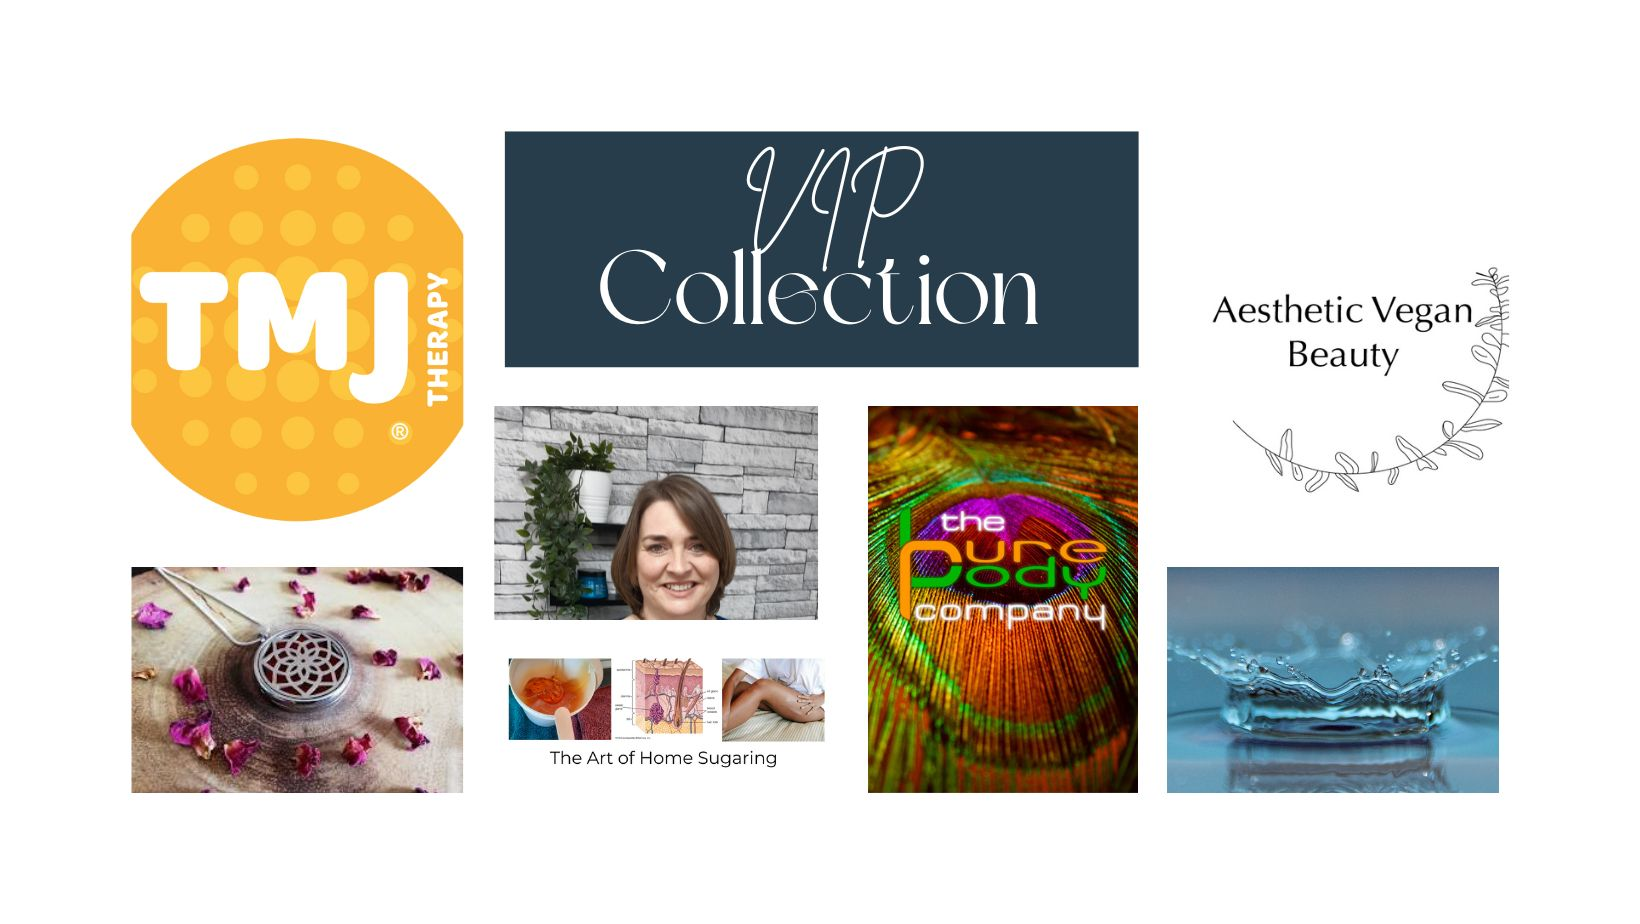 TMJ
THERAPY
®
VIP
Collection
Aesthetic Vegan
Beauty
the
pure
body
company
The Art of Home Sugaring